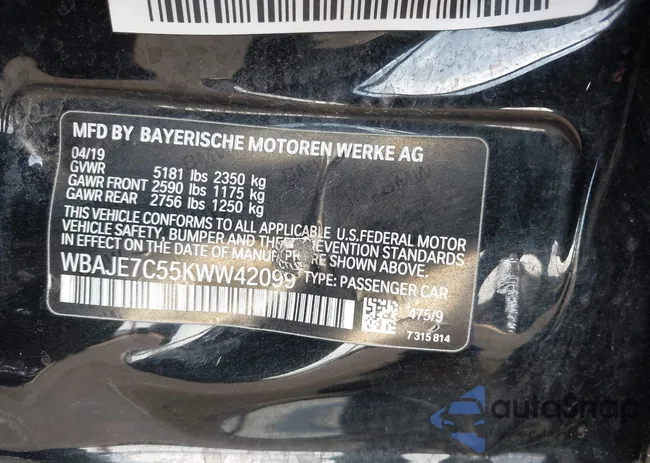 MFD BY BAYERISCHE MOTOREN WERKE AG
04/19
GVWR 5181 lbs 2350 kg
GAWR FRONT 2590 lbs 1175 kg
GAWR REAR 2756 lbs 1250 kg
THIS VEHICLE CONFORMS TO ALL APPLICABLE U.S.FEDERAL MOTOR
VEHICLE SAFETY, BUMPER AND THEFT PREVENTION STANDARDS
IN EFFECT ON THE DATE OF MANUFACTURE SHOWN ABOVE.
WBAJE7C55KWW42099 TYPE: PASSENGER CAR
475/9
7 315 814
autoSnap